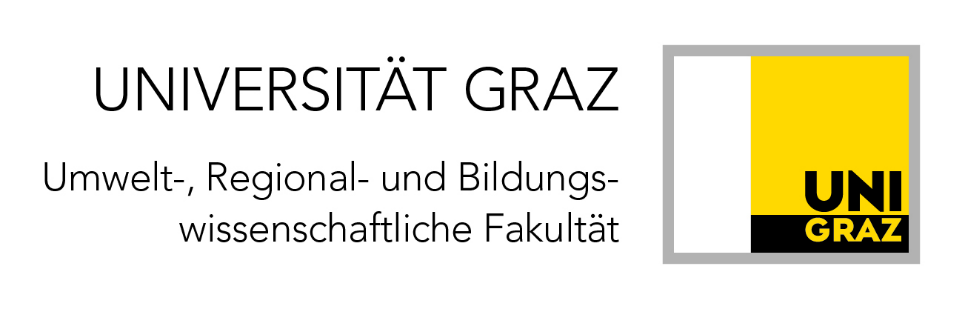 UNIVERSITÄT GRAZ
Umwelt-, Regional- und Bildungs-
wissenschaftliche Fakultät
UNI
GRAZ